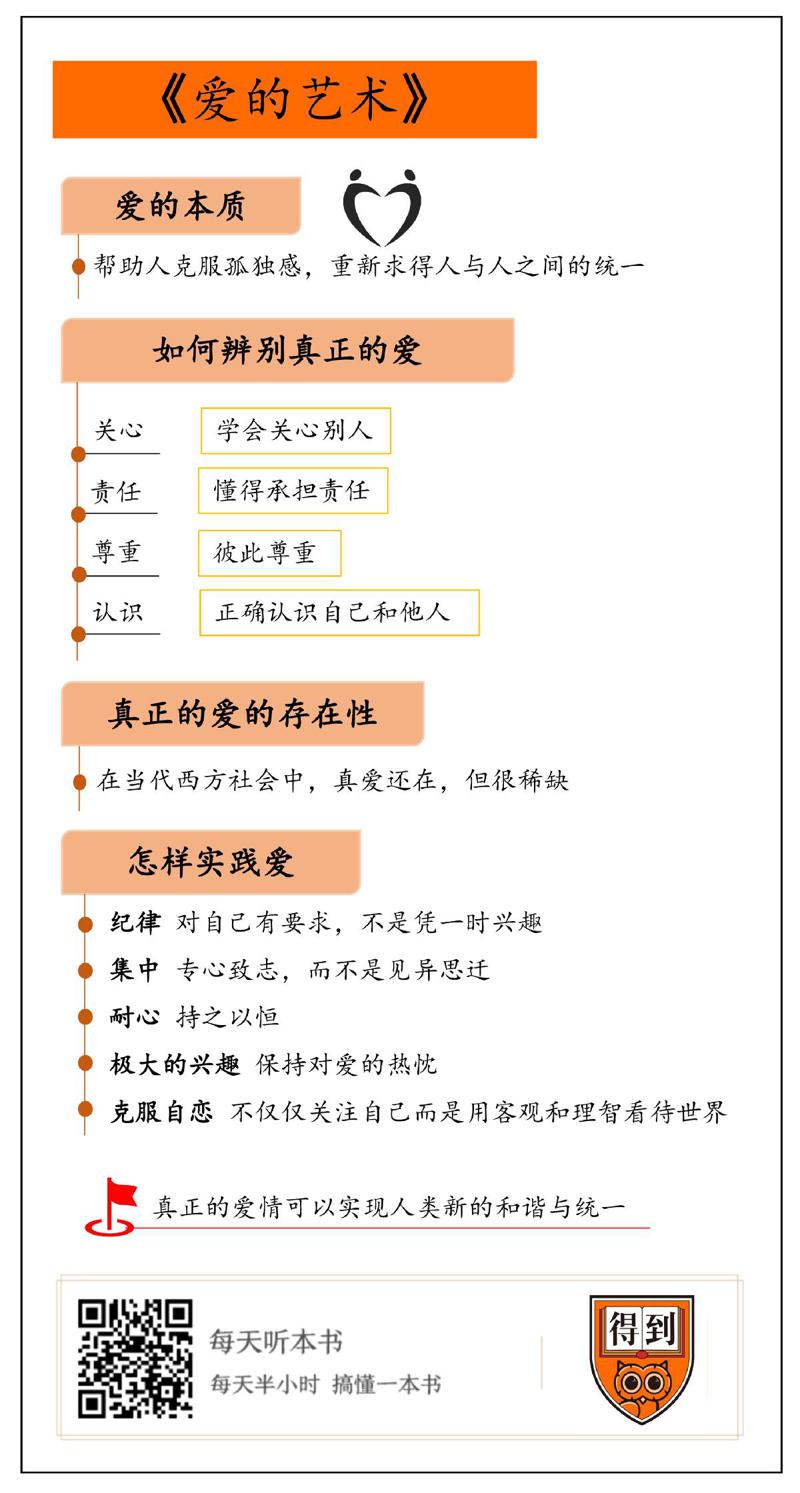 《爱的艺术》
爱的本质
帮助人克服孤独感，重新求得人与人之间的统一
如何辨别真正的爱
关心 学会关心别人
责任 懂得承担责任
尊重 彼此尊重
认识 正确认识自己和他人
真正的爱的存在性
在当代西方社会中，真爱还在，但很稀缺
怎样实践爱
纪律 对自己有要求，不是凭一时兴趣
集中 专心致志，而不是见异思迁
耐心 持之以恒
极大的兴趣 保持对爱的热忱
克服自恋 不仅仅关注自己而是用客观和理智看待世界
真正的爱情可以实现人类新的和谐与统一
每天听本书
每天半小时 搞懂一本书
得到